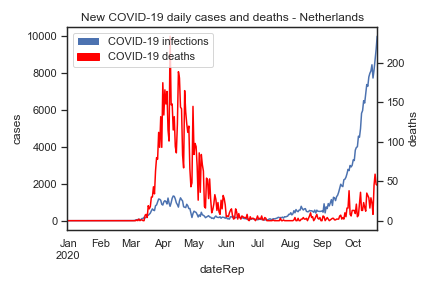 New COVID-19 daily cases and deaths - Netherlands
COVID-19 infections
COVID-19 deaths
10000
8000
6000
4000
2000
0
cases
200
150
100
50
0
deaths
Jan Feb Mar Apr May Jun Jul Aug Sep Oct
2020
dateRep